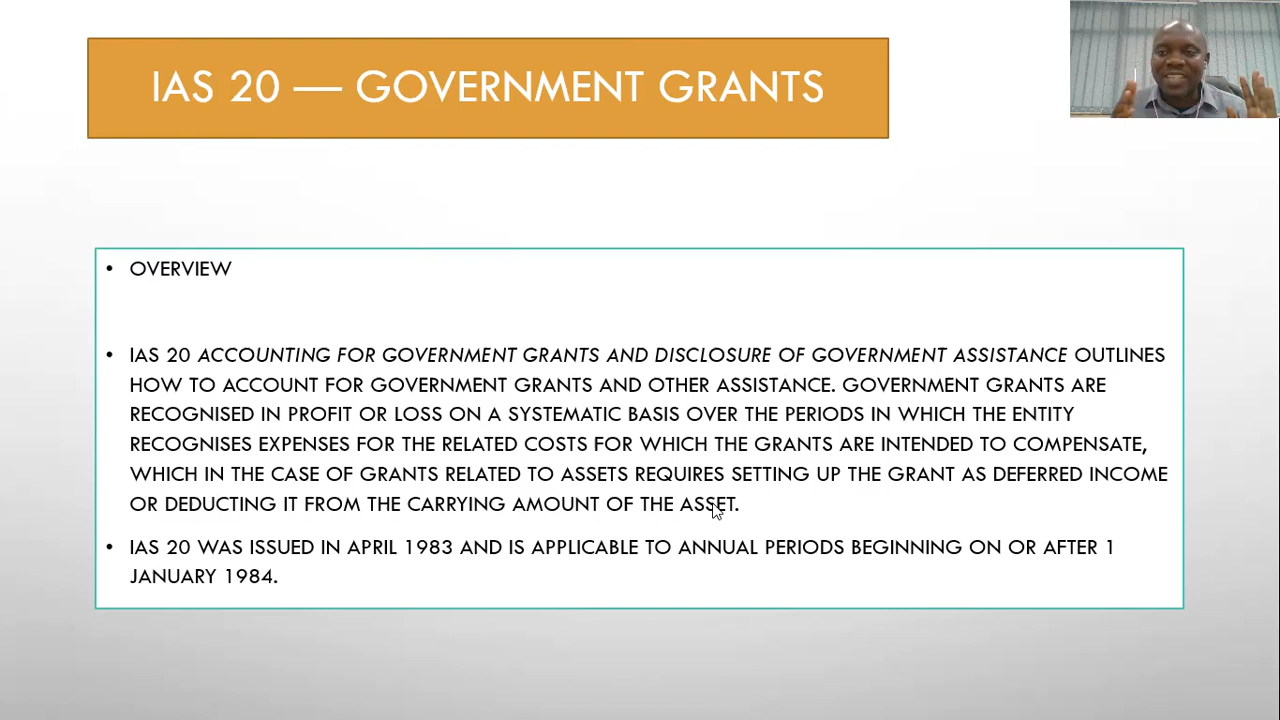 IAS 20 — GOVERNMENT GRANTS
• OVERVIEW
• IAS 20 ACCOUNTING FOR GOVERNMENT GRANTS AND DISCLOSURE OF GOVERNMENT ASSISTANCE OUTLINES
HOW TO ACCOUNT FOR GOVERNMENT GRANTS AND OTHER ASSISTANCE. GOVERNMENT GRANTS ARE
RECOGNISED IN PROFIT OR LOSS ON A SYSTEMATIC BASIS OVER THE PERIODS IN WHICH THE ENTITY
RECOGNISES EXPENSES FOR THE RELATED COSTS FOR WHICH THE GRANTS ARE INTENDED TO COMPENSATE,
WHICH IN THE CASE OF GRANTS RELATED TO ASSETS REQUIRES SETTING UP THE GRANT AS DEFERRED INCOME
OR DEDUCTING IT FROM THE CARRYING AMOUNT OF THE ASSET.
• IAS 20 WAS ISSUED IN APRIL 1983 AND IS APPLICABLE TO ANNUAL PERIODS BEGINNING ON OR AFTER 1
JANUARY 1984.